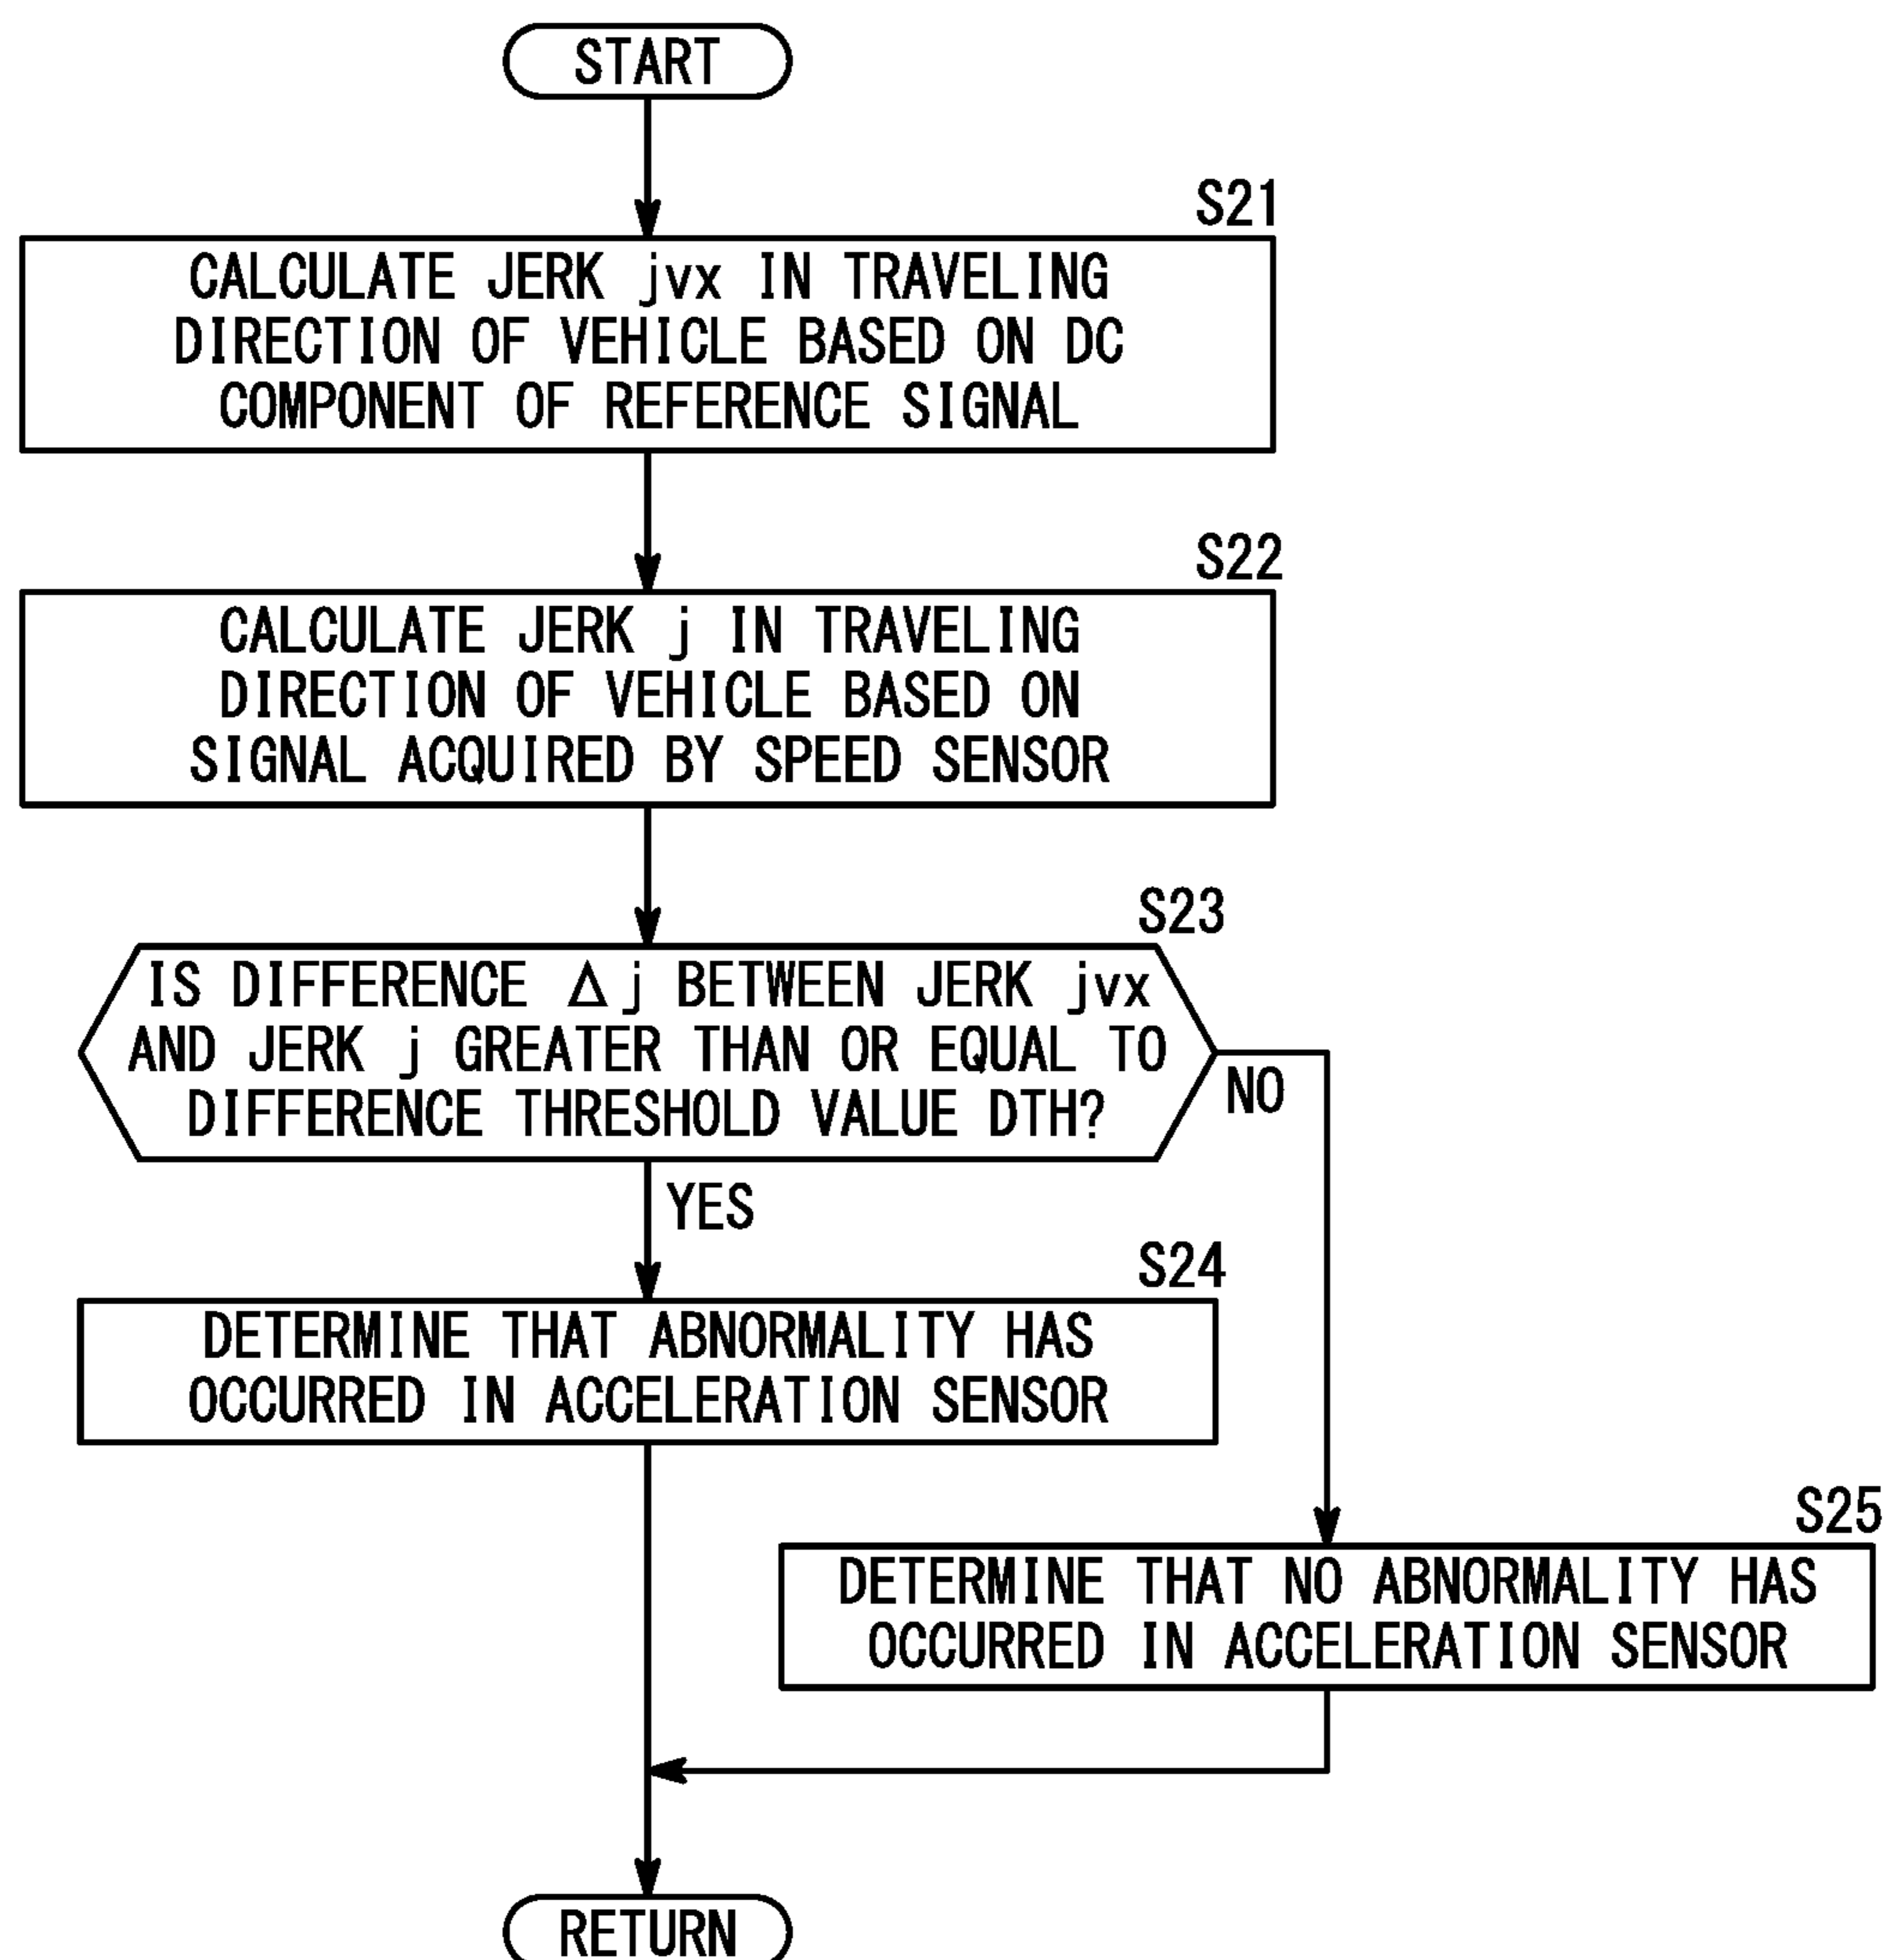 START
S21
CALCULATE JERK jvx IN TRAVELING
DIRECTION OF VEHICLE BASED ON DC
COMPONENT OF REFERENCE SIGNAL
S22
CALCULATE JERK j IN TRAVELING
DIRECTION OF VEHICLE BASED ON
SIGNAL ACQUIRED BY SPEED SENSOR
S23
IS DIFFERENCE Δj BETWEEN JERK jvx
AND JERK j GREATER THAN OR EQUAL TO
DIFFERENCE THRESHOLD VALUE DTH?
NO
YES
S24
DETERMINE THAT ABNORMALITY HAS
OCCURRED IN ACCELERATION SENSOR
S25
DETERMINE THAT NO ABNORMALITY HAS
OCCURRED IN ACCELERATION SENSOR
RETURN